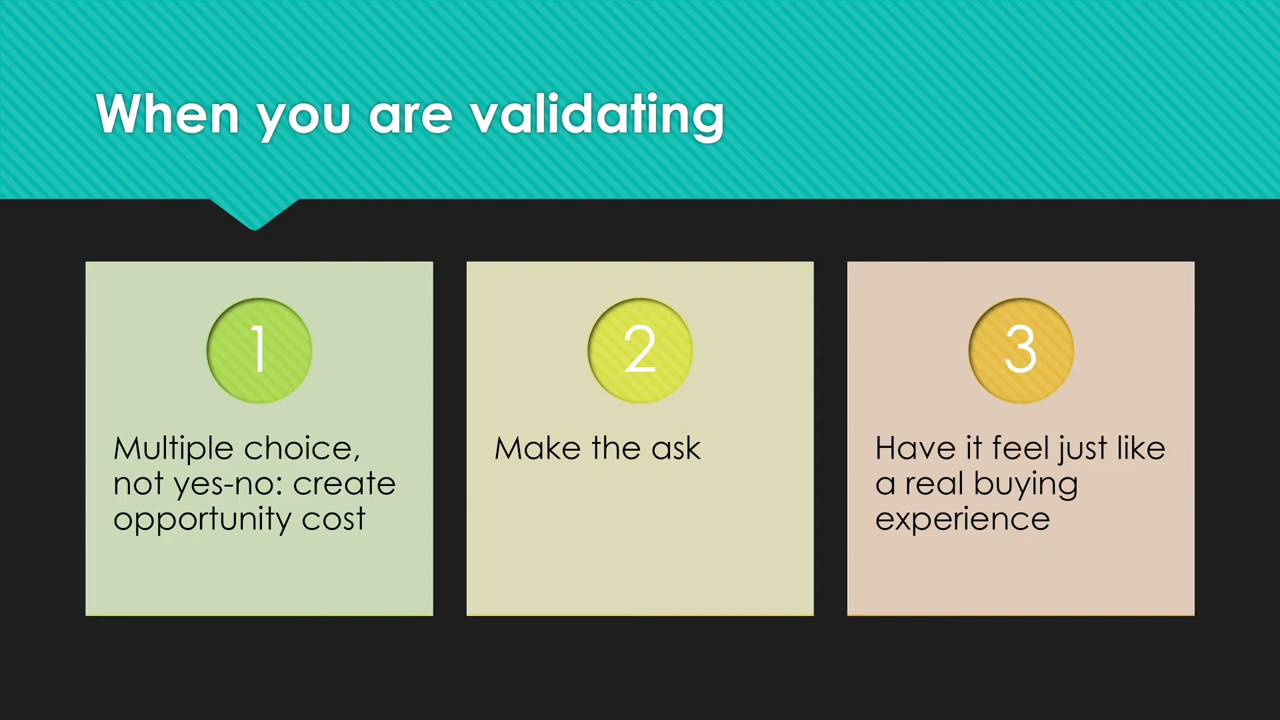 When you are validating
1
Multiple choice,
not yes-no: create
opportunity cost
2
Make the ask
3
Have it feel just like
a real buying
experience